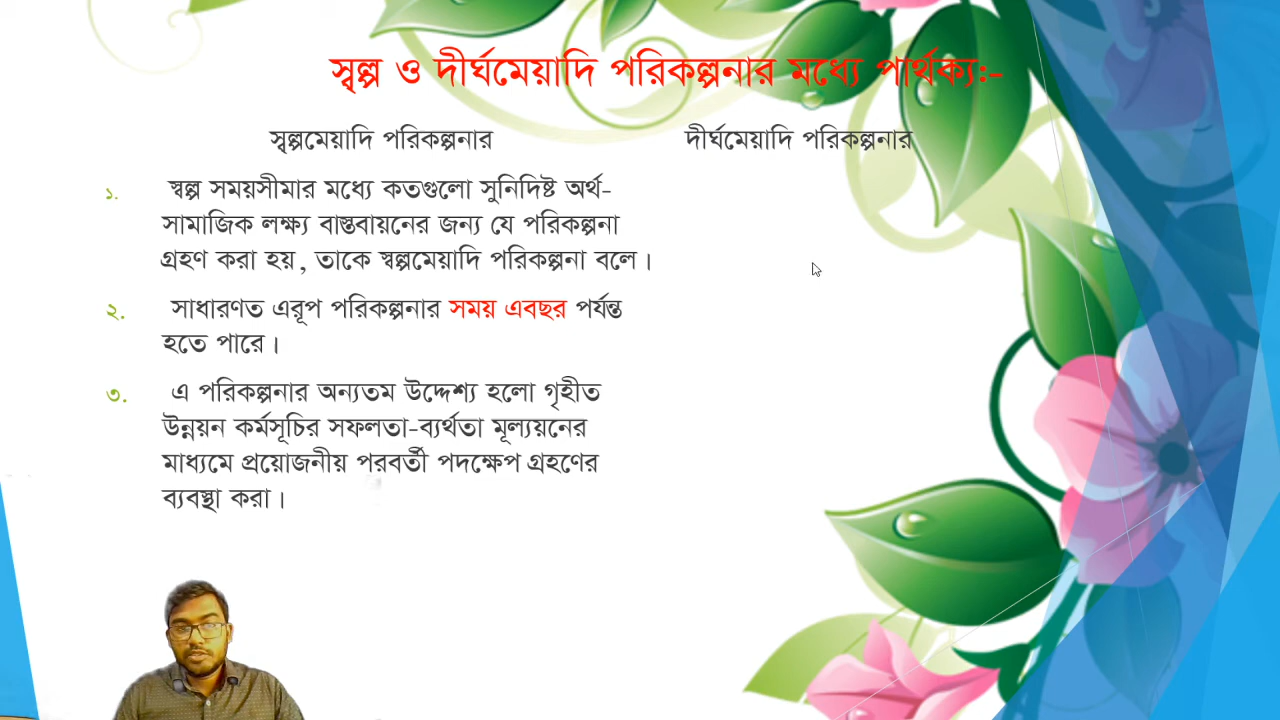 স্বল্প ও দীর্ঘমেয়াদি পরিকল্পনার মধ্যে পার্থক্য:-
স্বল্পমেয়াদি পরিকল্পনার
দীর্ঘমেয়াদি পরিকল্পনার
১. স্বল্প সময়সীমার মধ্যে কতগুলো সুনিদিষ্ট অর্থ-
সামাজিক লক্ষ্য বাস্তবায়নের জন্য যে পরিকল্পনা
গ্রহণ করা হয়, তাকে স্বল্পমেয়াদি পরিকল্পনা বলে।
২. সাধারণত এরূপ পরিকল্পনার সময় এবছর পর্যন্ত
হতে পারে।
৩. এ পরিকল্পনার অন্যতম উদ্দেশ্য হলো গৃহীত
উন্নয়ন কর্মসূচির সফলতা-ব্যর্থতা মূল্যয়নের
মাধ্যমে প্রয়োজনীয় পরবর্তী পদক্ষেপ গ্রহণের
ব্যবস্থা করা।